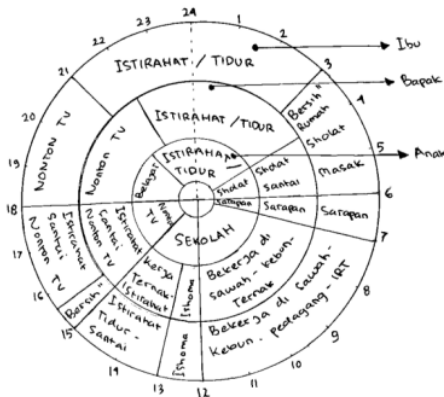 24
1
2
3
4
5
6
7
8
9
10
11
12
13
14
15
16
17
18
19
20
21
22
23
Ibu
Bapak
Anak
ISTIRAHAT / TIDUR
Bersih"
Rumah
Sholat
Masak
Sarapan
Bekerja di Sawah-
Kebun - Pedagang - IRT
Ishoma
Istirahat
Tidur-
Santai
Bersih"
Istirahat
Santai
Nonton TV
NONTON TV
ISTIRAHAT /TIDUR
Sholat
santai
Sarapan
Bekerja di
sawah-kebun-
Ternak
Ishoma
Kerja
Ternak-
Istirahat
Istirahat
Santai
Nonton TV
Nonton TV
ISTIRAHAT
TIDUR
Sholat
Sarapan
SEKOLAH
Nonton
TV
Belajar